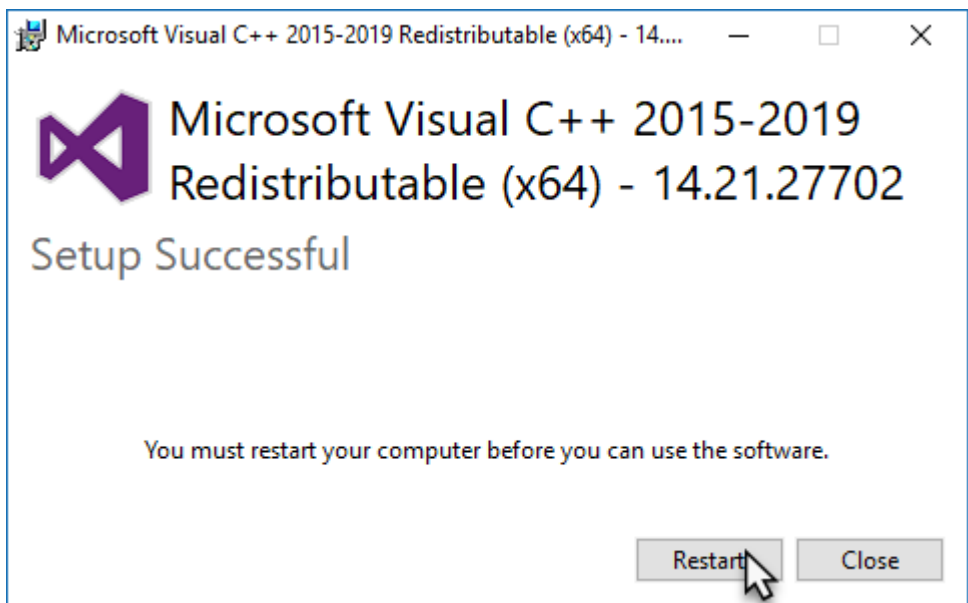 Microsoft Visual C++ 2015-2019 Redistributable (x64) - 14....
Microsoft Visual C++ 2015-2019
Redistributable (x64) - 14.21.27702
Setup Successful
You must restart your computer before you can use the software.
Restart Close